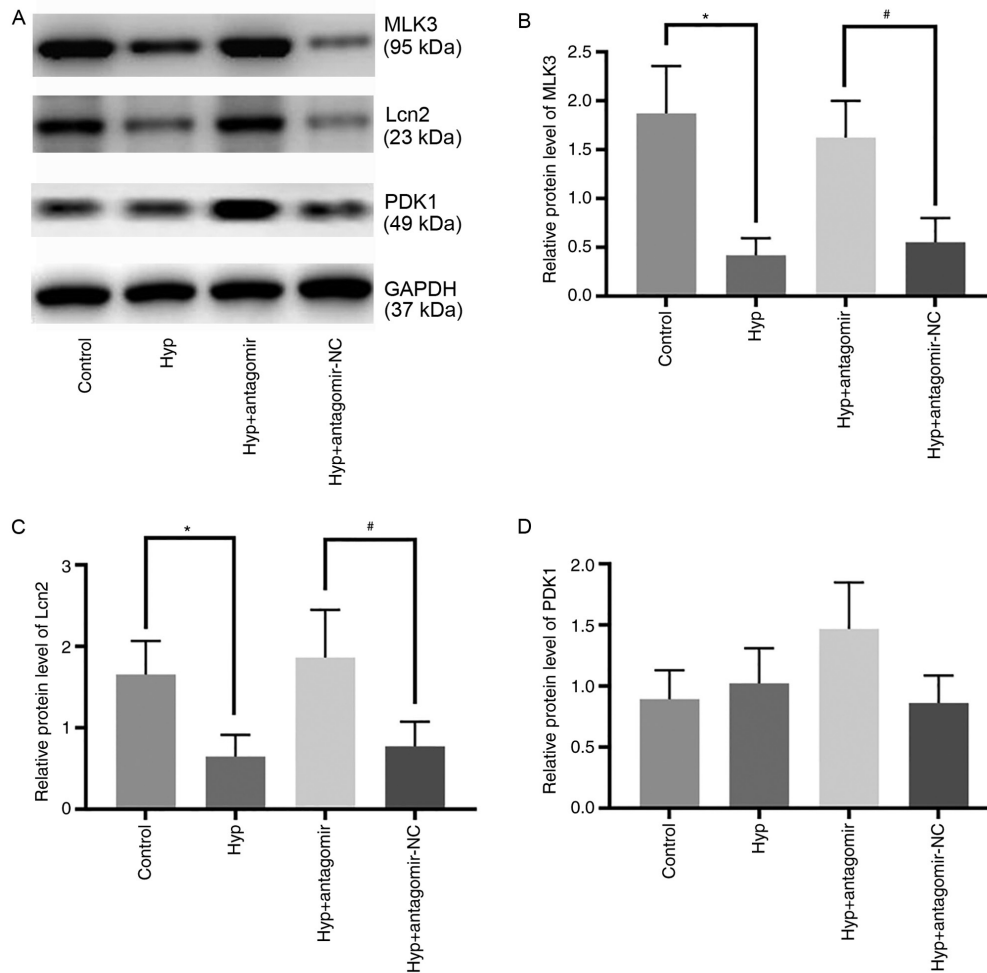 A
MLK3
(95 kDa)
Lcn2
(23 kDa)
PDK1
(49 kDa)
GAPDH
(37 kDa)
Control
Hyp
Hyp+antagomir
Hyp+antagomir-NC
B
*
#
Relative protein level of MLK3
2.5
2.0
1.5
1.0
0.5
0.0
Control
Hyp
Hyp+antagomir
Hyp+antagomir-NC
C
*
#
Relative protein level of Lcn2
3
2
1
0
Control
Hyp
Hyp+antagomir
Hyp+antagomir-NC
D
Relative protein level of PDK1
2.0
1.5
1.0
0.5
0.0
Control
Hyp
Hyp+antagomir
Hyp+antagomir-NC